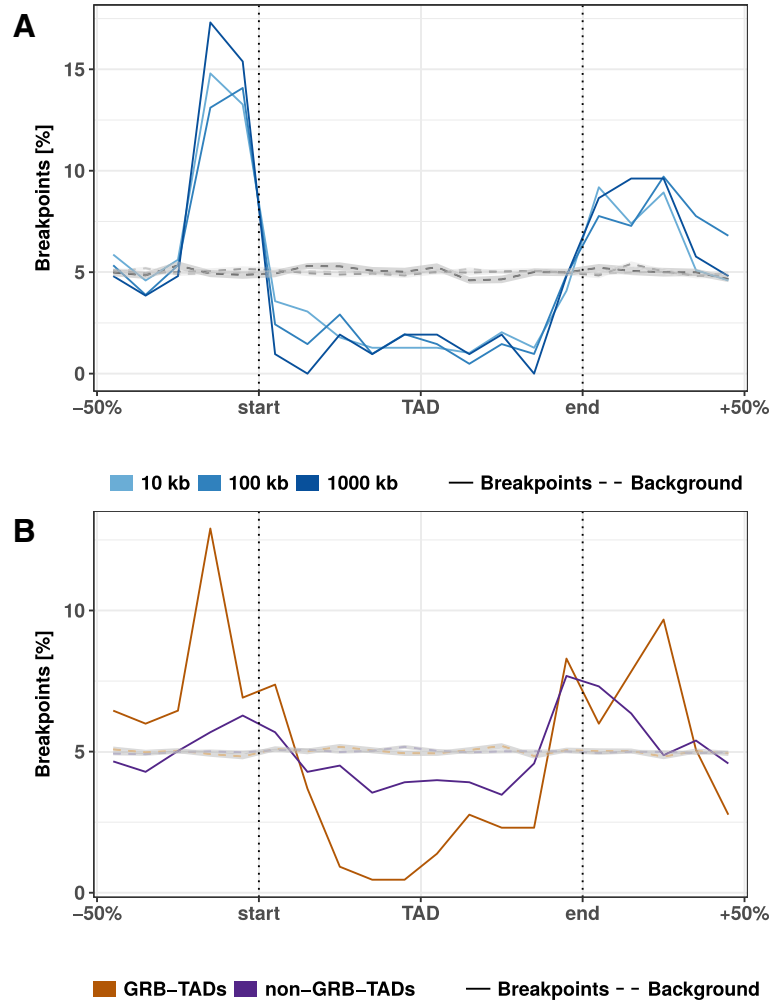 A
Breakpoints [%]
15
10
5
0
–50% start TAD end +50%
10 kb 100 kb 1000 kb Breakpoints Background
B
Breakpoints [%]
10
5
0
–50% start TAD end +50%
GRB–TADs non–GRB–TADs Breakpoints Background